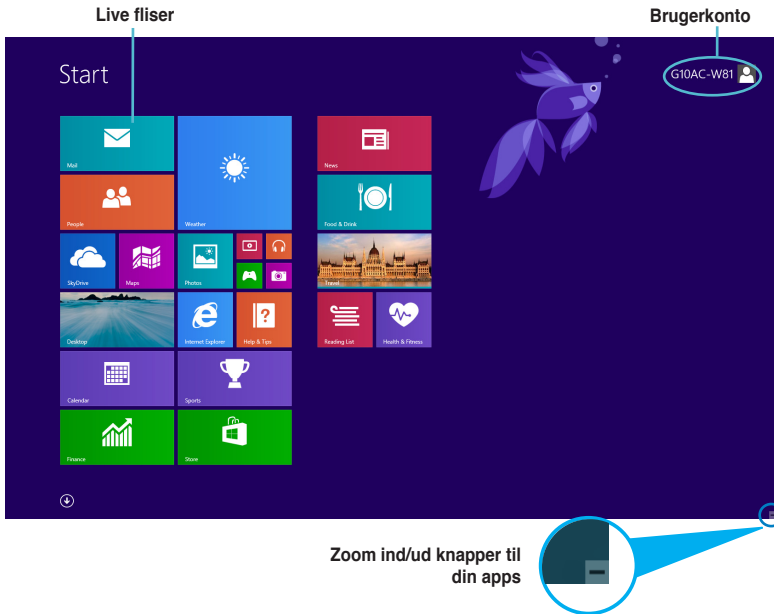 Live fliser
Brugerkonto
Start
G10AC-W81
Mail
Weather
News
People
Food & Drink
SkyDrive
Maps
Photos
Travel
Desktop
Internet Explorer
Help & Tips
Reading List
Health & Fitness
Calendar
Sports
Finance
Store
Zoom ind/ud knapper til
din apps